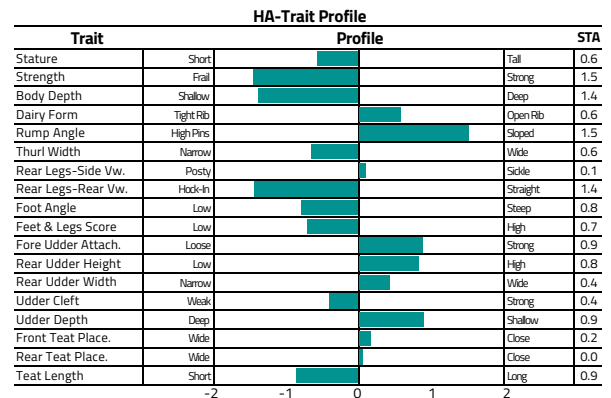 HA-Trait Profile
Trait Profile STA
Stature Short Tall 0.6
Strength Frail Strong 1.5
Body Depth Shallow Deep 1.4
Dairy Form Tight Rib Open Rib 0.6
Rump Angle High Pins Sloped 1.5
Thurl Width Narrow Wide 0.6
Rear Legs-Side Vw. Posty Sickle 0.1
Rear Legs-Rear Vw. Hock-In Straight 1.4
Foot Angle Low Steep 0.8
Feet & Legs Score Low High 0.7
Fore Udder Attach. Loose Strong 0.9
Rear Udder Height Low High 0.8
Rear Udder Width Narrow Wide 0.4
Udder Cleft Weak Strong 0.4
Udder Depth Deep Shallow 0.9
Front Teat Place. Wide Close 0.2
Rear Teat Place. Wide Close 0.0
Teat Length Short Long 0.9
-2 -1 0 1 2